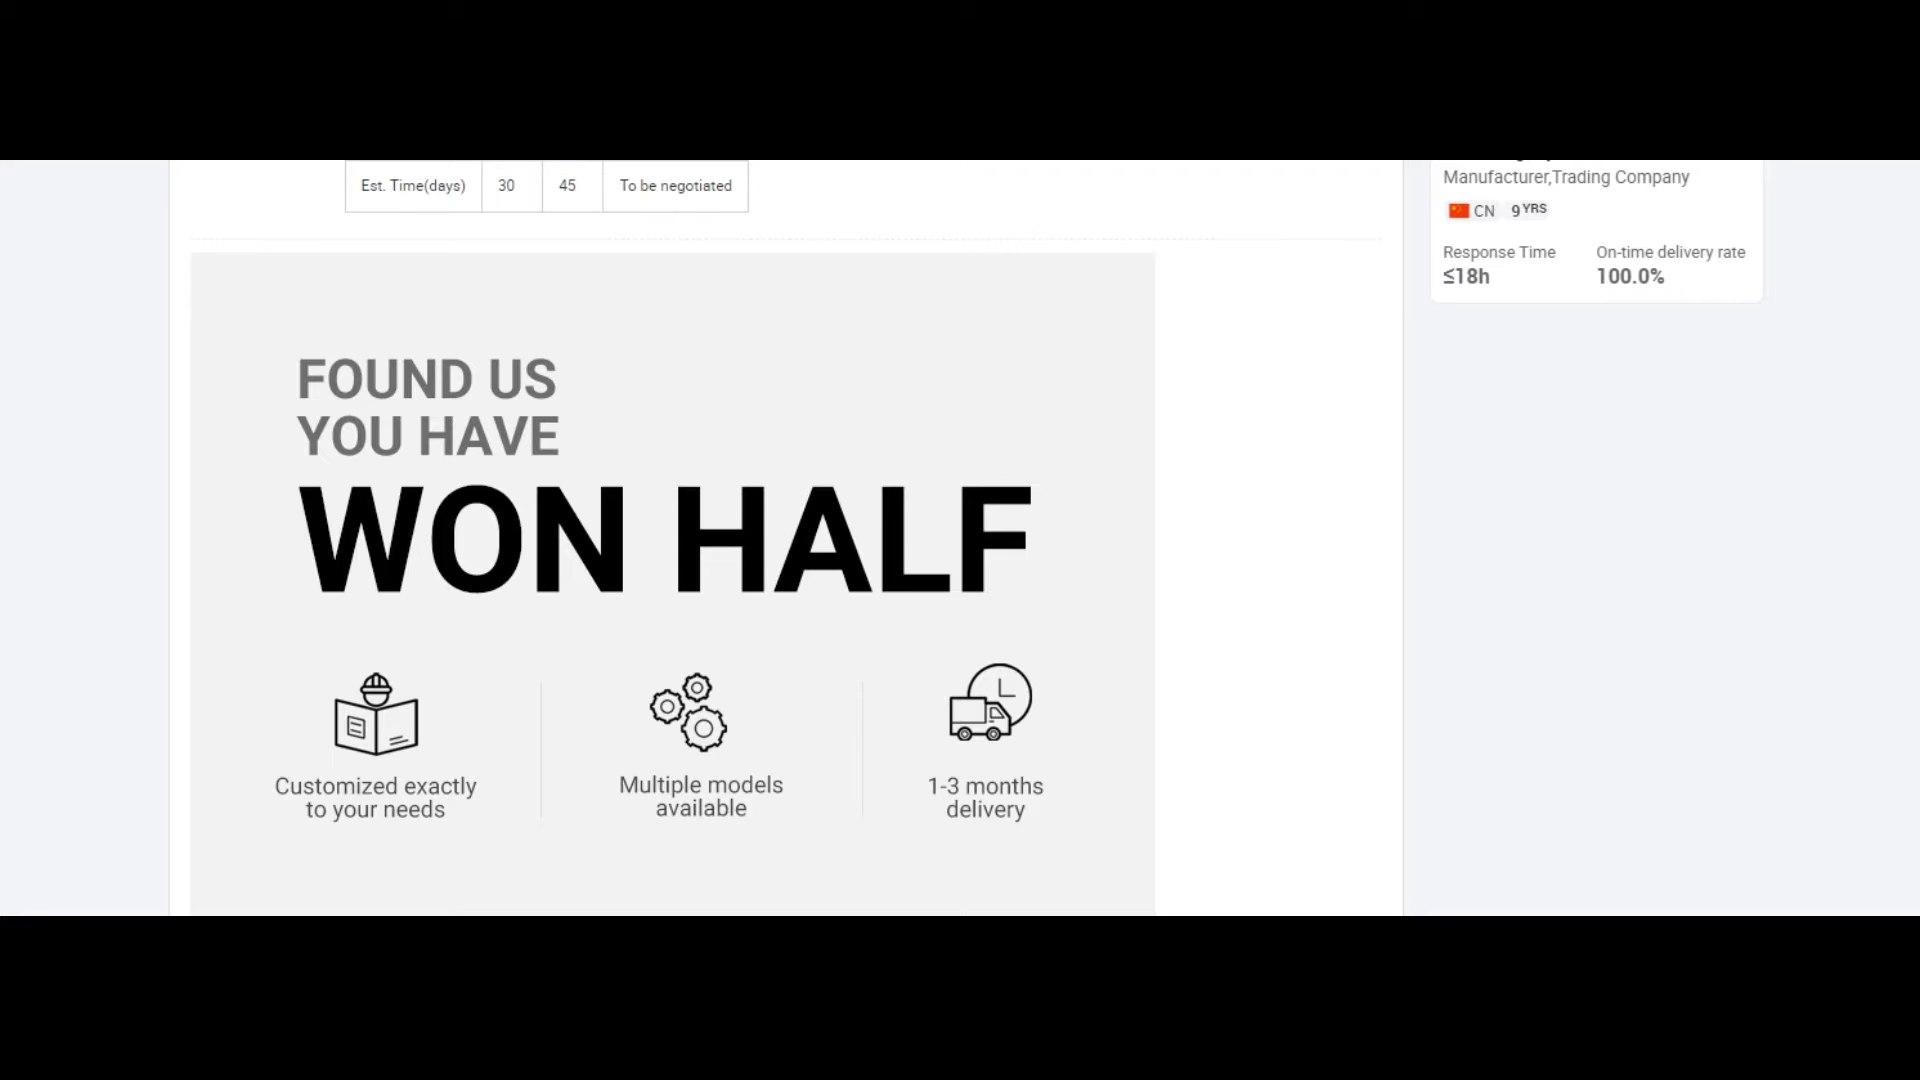 Est. Time(days) 30 45 To be negotiated
Manufacturer,Trading Company
CN 9 YRS
Response Time On-time delivery rate
≤18h 100.0%
FOUND US
YOU HAVE
WON HALF
Customized exactly
to your needs
Multiple models
available
1-3 months
delivery